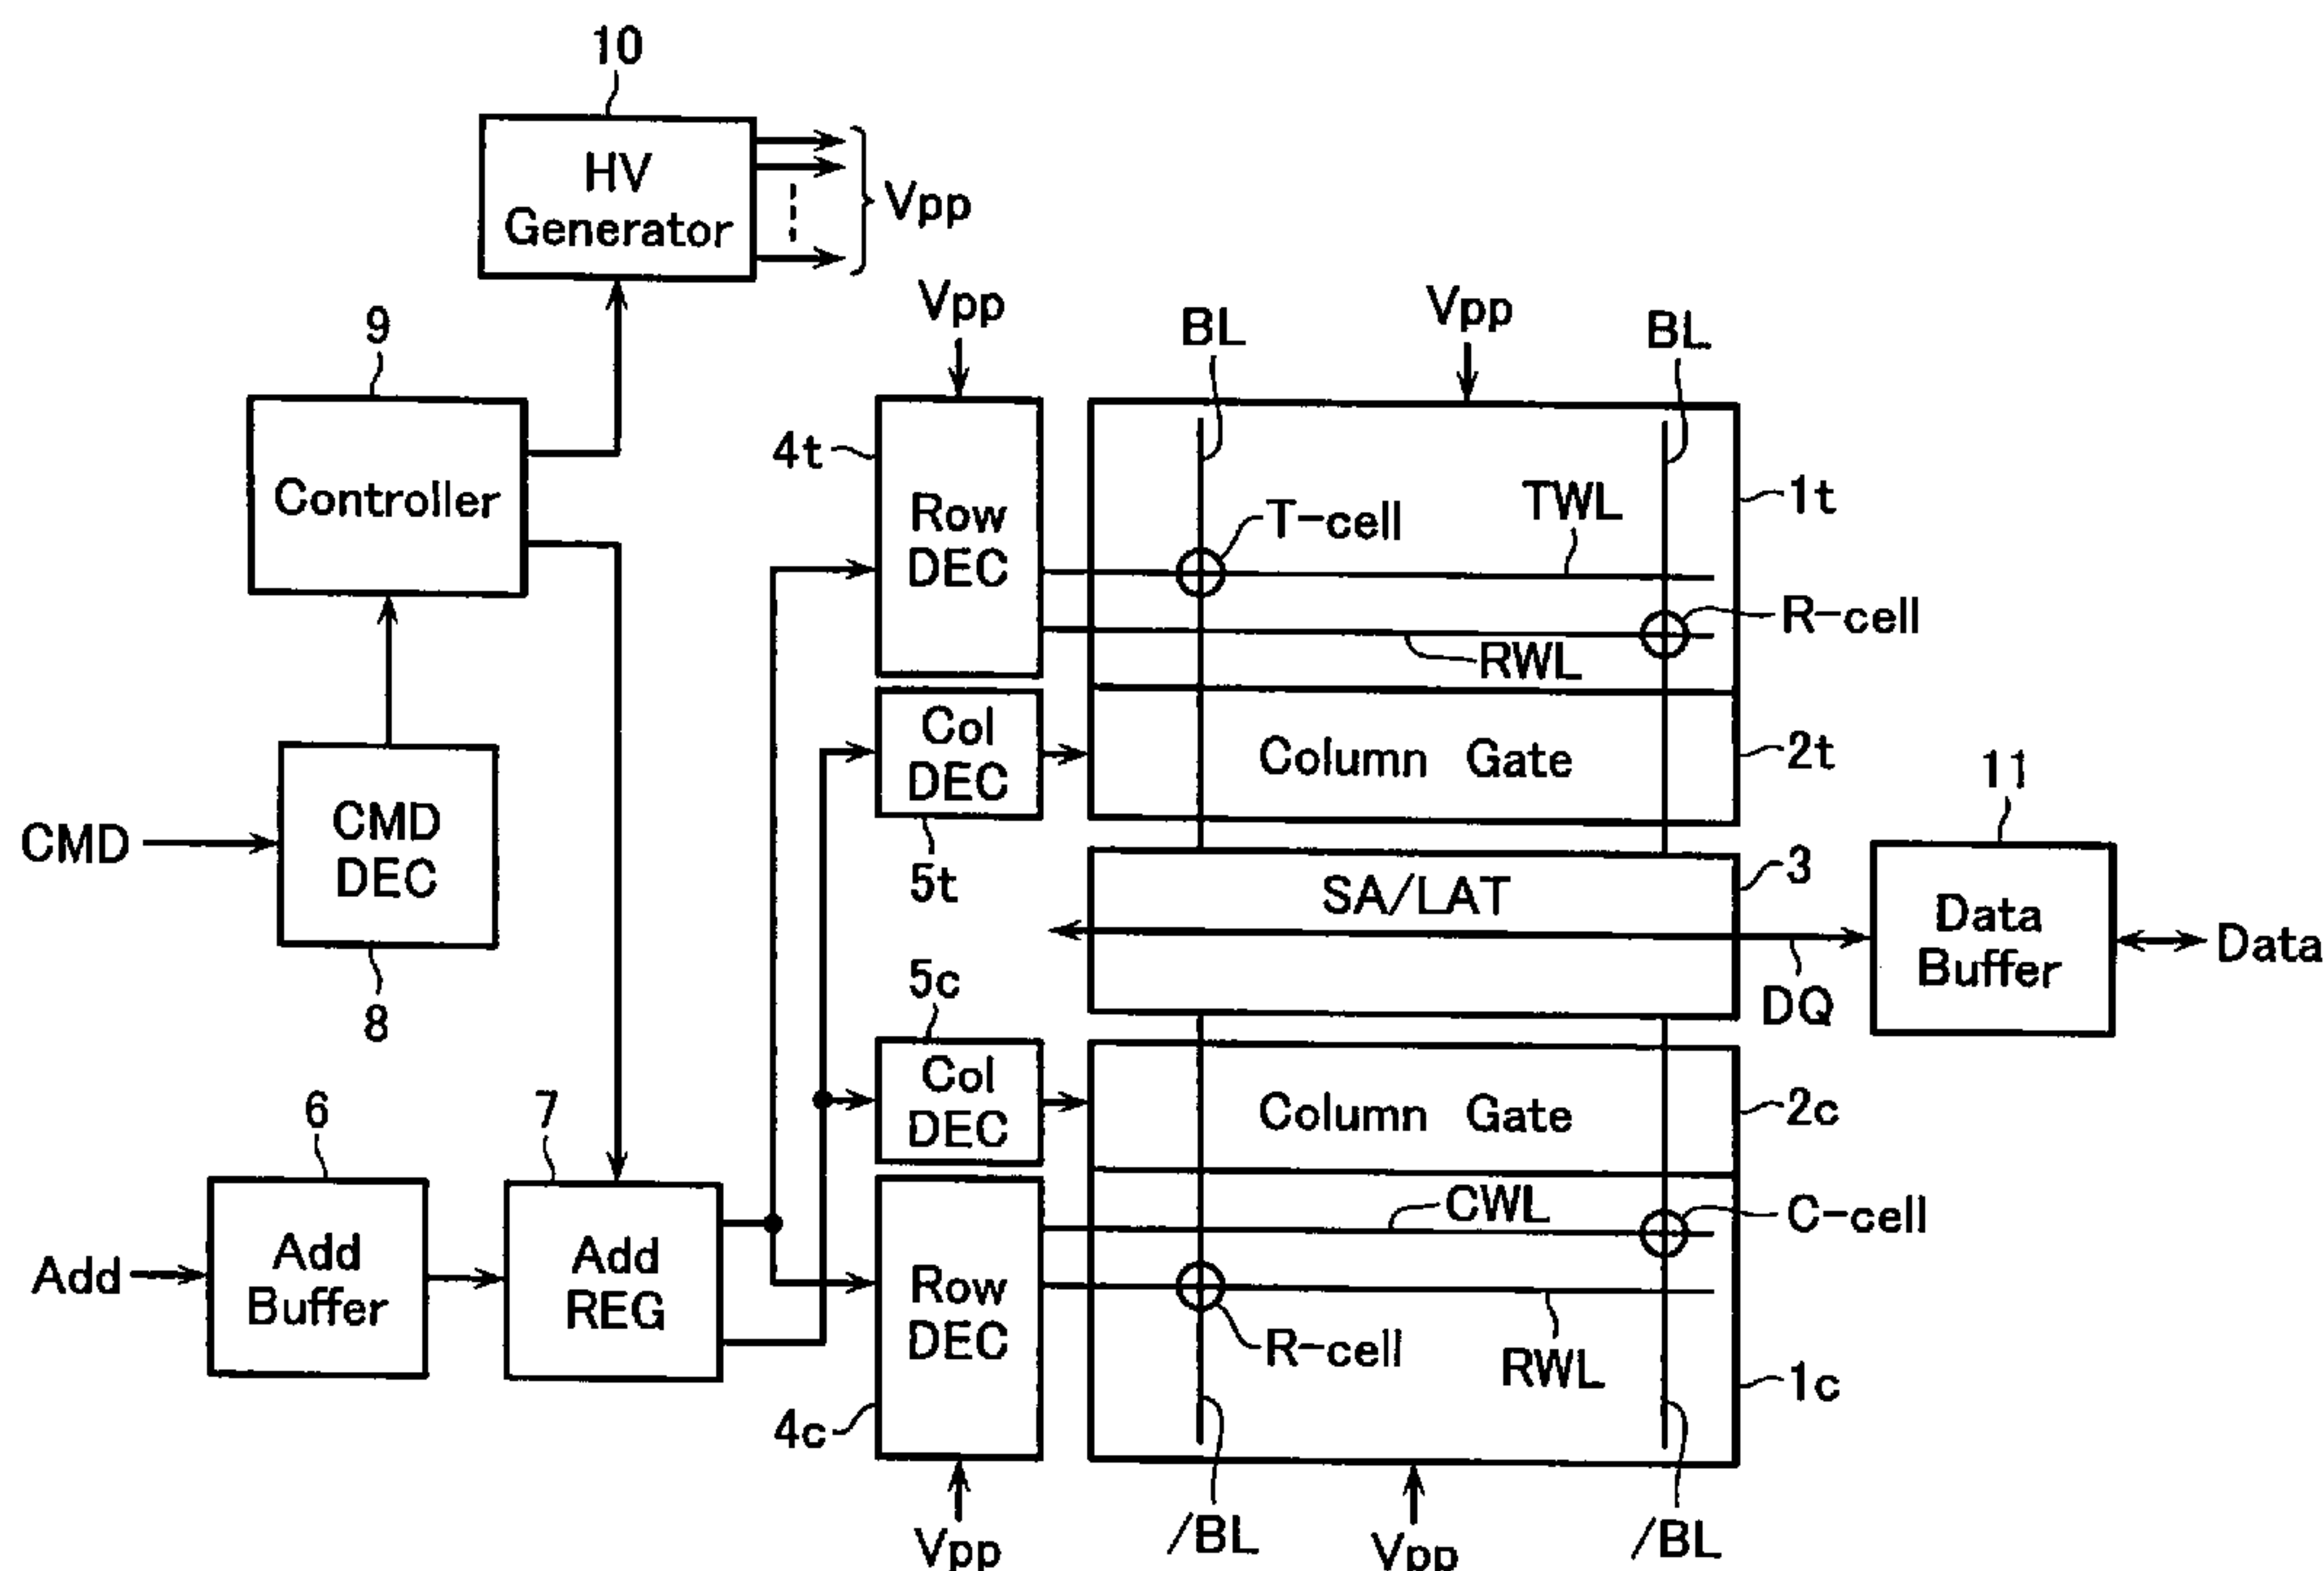 10
HV
Generator
Vpp
9
Controller
Vpp
BL
Vpp
BL
4t
Row
DEC
T-cell
TWL
1t
R-cell
RWL
Col
DEC
5t
Column Gate
2t
CMD
CMD
DEC
8
SA/LAT
3
DQ
11
Data
Buffer
Data
5c
Col
DEC
Column Gate
2c
6
Add
Add
Buffer
7
Add
REG
CWL
C-cell
Row
DEC
4c
R-cell
RWL
1c
Vpp
/BL
Vpp
/BL